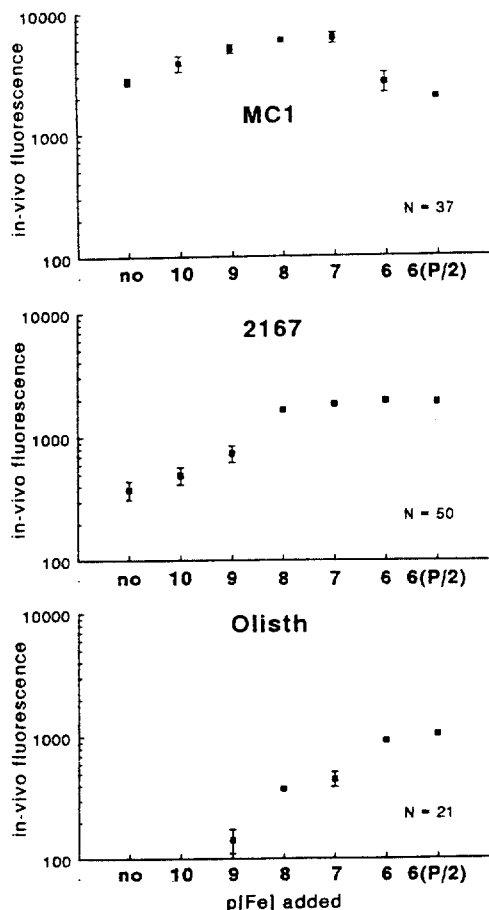 10000
in-vivo fluorescence
1000
MC1
N = 37
100
no 10 9 8 7 6 6(P/2)
10000
2167
in-vivo fluorescence
1000
N = 50
100
no 10 9 8 7 6 6(P/2)
10000
Olisth
in-vivo fluorescence
1000
N = 21
100
no 10 9 8 7 6 6(P/2)
p[Fe] added